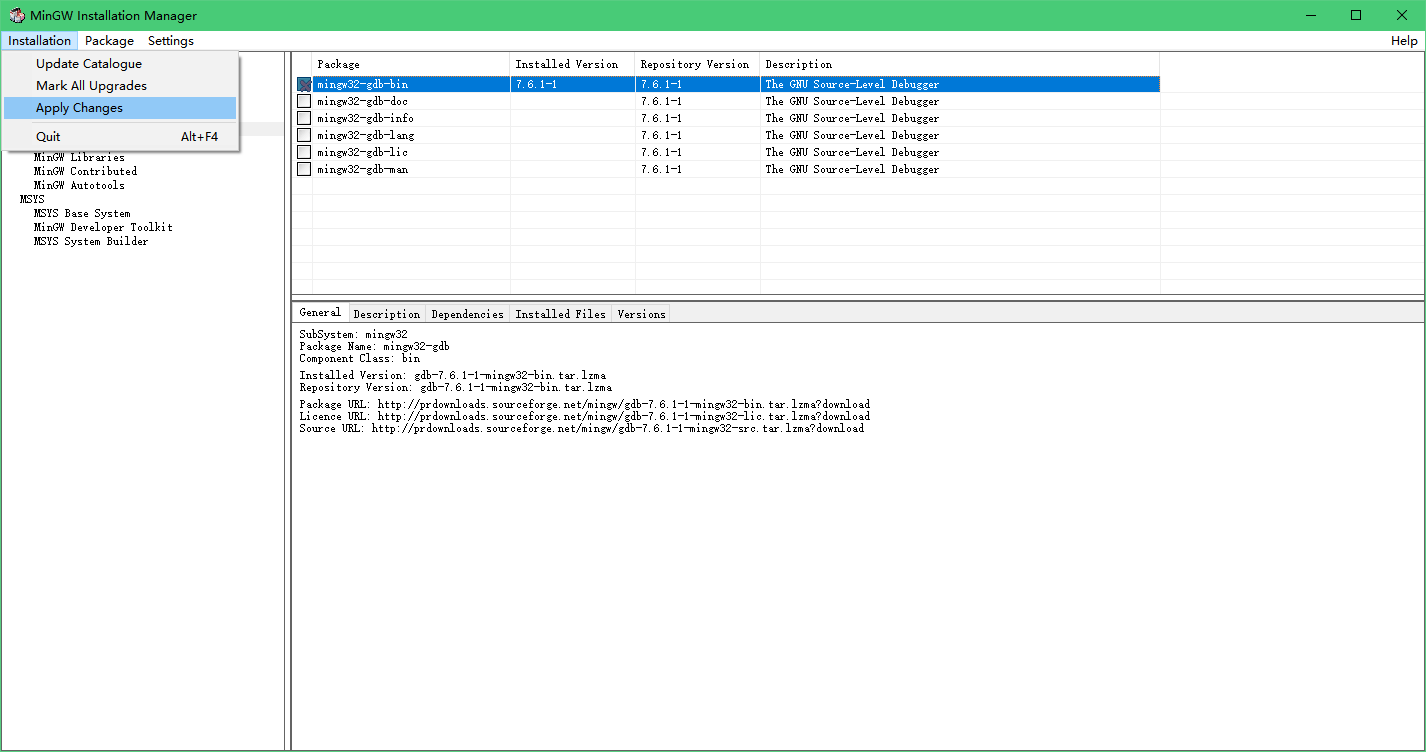 MinGW Installation Manager
Installation Package Settings Help
Update Catalogue
Mark All Upgrades
Apply Changes
Quit Alt+F4
MinGW Libraries
MinGW Contributed
MinGW Autotools
MSYS
MSYS Base System
MinGW Developer Toolkit
MSYS System Builder
Package Installed Version Repository Version Description
mingw32-gdb-bin 7.6.1-1 7.6.1-1 The GNU Source-Level Debugger
mingw32-gdb-doc 7.6.1-1 The GNU Source-Level Debugger
mingw32-gdb-info 7.6.1-1 The GNU Source-Level Debugger
mingw32-gdb-lang 7.6.1-1 The GNU Source-Level Debugger
mingw32-gdb-lic 7.6.1-1 The GNU Source-Level Debugger
mingw32-gdb-man 7.6.1-1 The GNU Source-Level Debugger
General Description Dependencies Installed Files Versions
SubSystem: mingw32
Package Name: mingw32-gdb
Component Class: bin
Installed Version: gdb-7.6.1-1-mingw32-bin.tar.lzma
Repository Version: gdb-7.6.1-1-mingw32-bin.tar.lzma
Package URL: http://prdownloads.sourceforge.net/mingw/gdb-7.6.1-1-mingw32-bin.tar.lzma?download
Licence URL: http://prdownloads.sourceforge.net/mingw/gdb-7.6.1-1-mingw32-lic.tar.lzma?download
Source URL: http://prdownloads.sourceforge.net/mingw/gdb-7.6.1-1-mingw32-src.tar.lzma?download